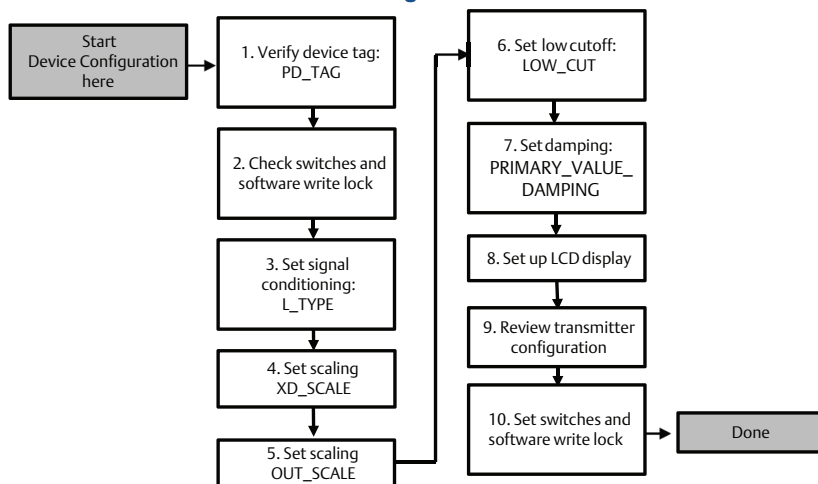 Start
Device Configuration
here
1. Verify device tag:
PD_TAG
2. Check switches and
software write lock
3. Set signal
conditioning:
L_TYPE
4. Set scaling
XD_SCALE
5. Set scaling
OUT_SCALE
6. Set low cutoff:
LOW_CUT
7. Set damping:
PRIMARY_VALUE_
DAMPING
8. Set up LCD display
9. Review transmitter
configuration
10. Set switches and
software write lock
Done